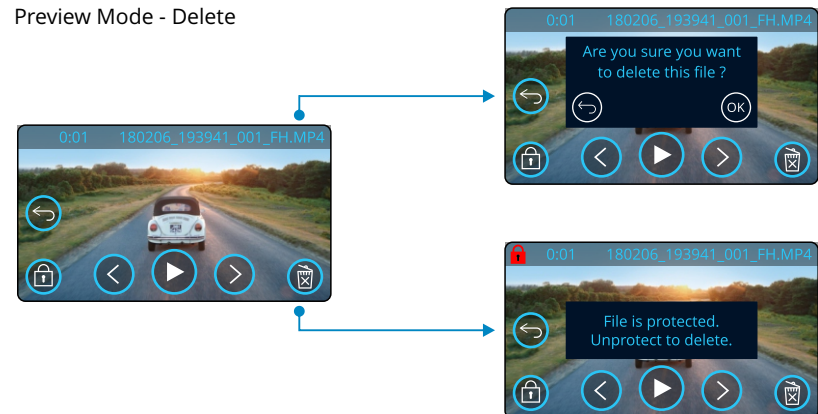 Preview Mode - Delete
0:01 180206_193941_001_FH.MP4
0:01 180206_193941_001_FH.MP4
Are you sure you want
to delete this file ?
OK
0:01 180206_193941_001_FH.MP4
File is protected.
Unprotect to delete.